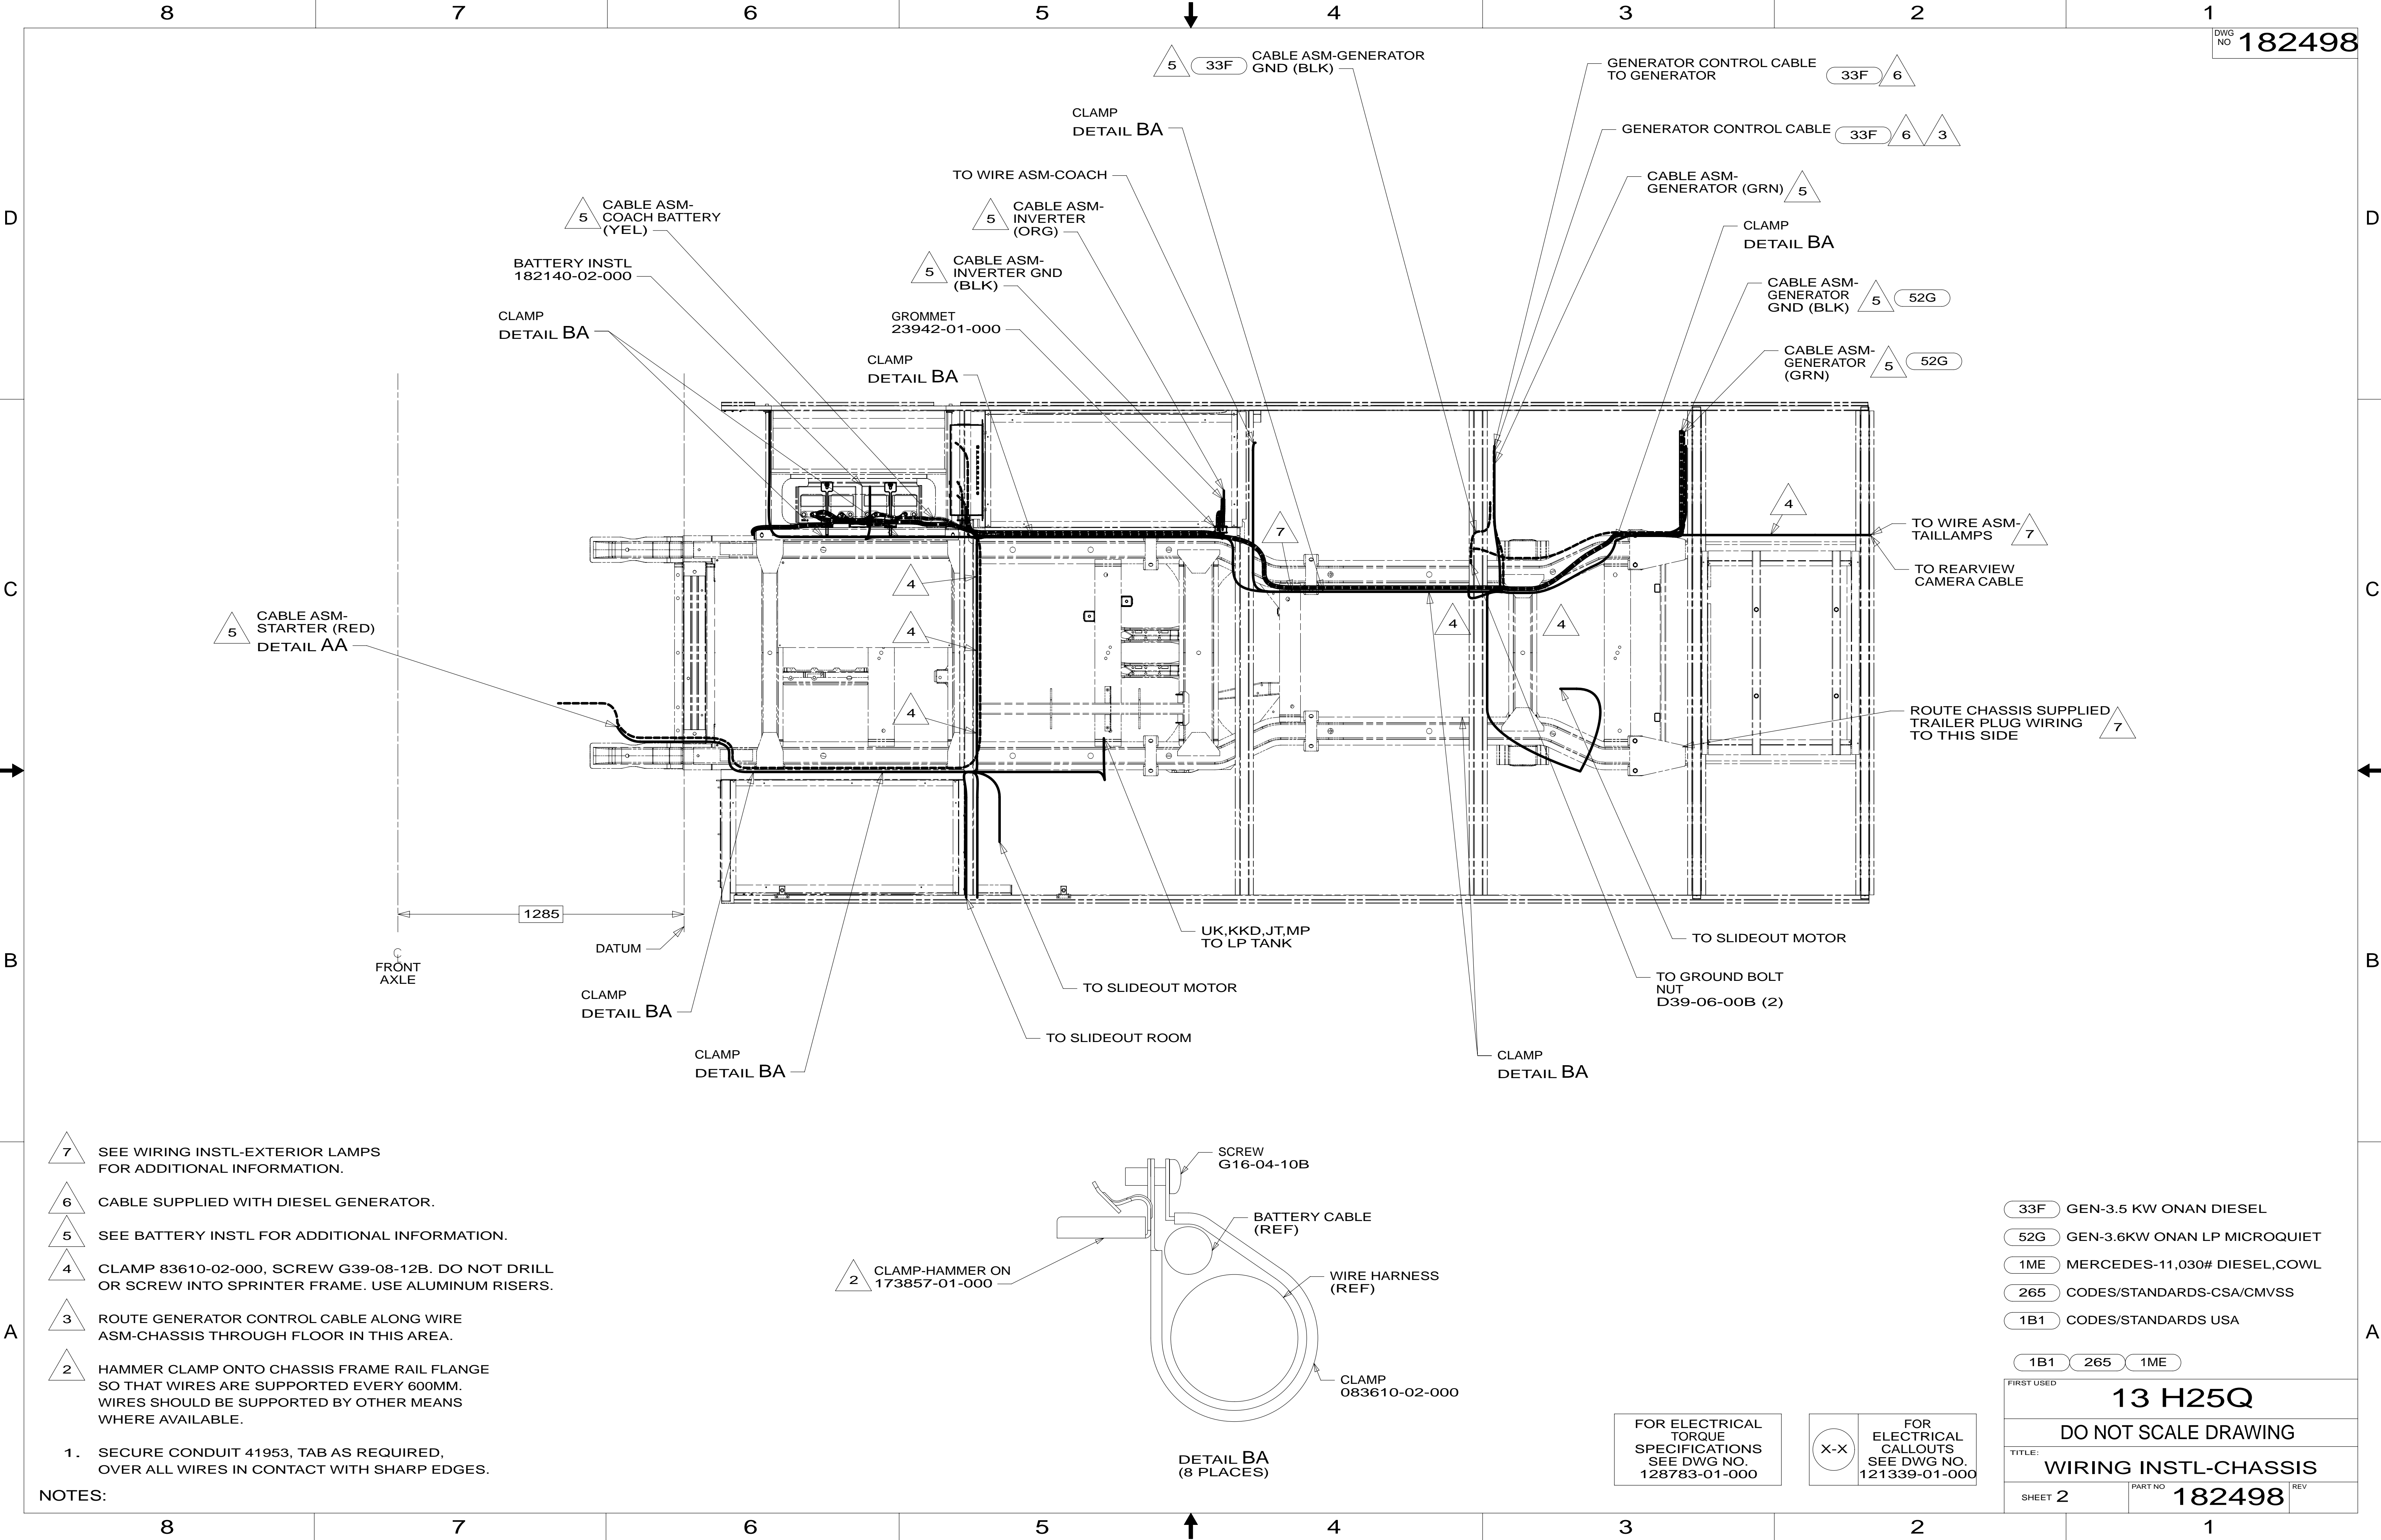 8 7 6 5 4 3 2 1
DWG
NO 182498
D
D
C
C
B
B
A
A
5 33F CABLE ASM-GENERATOR
GND (BLK)
GENERATOR CONTROL CABLE
TO GENERATOR 33F 6
CLAMP
DETAIL BA
GENERATOR CONTROL CABLE 33F 6 3
TO WIRE ASM-COACH
CABLE ASM-
GENERATOR (GRN) 5
5 CABLE ASM-
COACH BATTERY
(YEL)
5 CABLE ASM-
INVERTER
(ORG)
CLAMP
DETAIL BA
BATTERY INSTL
182140-02-000
5 CABLE ASM-
INVERTER GND
(BLK)
CABLE ASM-
GENERATOR
GND (BLK) 5 52G
CLAMP
DETAIL BA
GROMMET
23942-01-000
CLAMP
DETAIL BA
CABLE ASM-
GENERATOR
(GRN) 5 52G
7
4
TO WIRE ASM-
TAILLAMPS 7
TO REARVIEW
CAMERA CABLE
4
4
4
4
4
5 CABLE ASM-
STARTER (RED)
DETAIL AA
ROUTE CHASSIS SUPPLIED
TRAILER PLUG WIRING
TO THIS SIDE 7
1285
DATUM
CL
FRONT
AXLE
UK,KKD,JT,MP
TO LP TANK
TO SLIDEOUT MOTOR
TO GROUND BOLT
NUT
D39-06-00B (2)
CLAMP
DETAIL BA
TO SLIDEOUT MOTOR
TO SLIDEOUT ROOM
CLAMP
DETAIL BA
CLAMP
DETAIL BA
7 SEE WIRING INSTL-EXTERIOR LAMPS
FOR ADDITIONAL INFORMATION.
6 CABLE SUPPLIED WITH DIESEL GENERATOR.
5 SEE BATTERY INSTL FOR ADDITIONAL INFORMATION.
4 CLAMP 83610-02-000, SCREW G39-08-12B. DO NOT DRILL
OR SCREW INTO SPRINTER FRAME. USE ALUMINUM RISERS.
3 ROUTE GENERATOR CONTROL CABLE ALONG WIRE
ASM-CHASSIS THROUGH FLOOR IN THIS AREA.
2 HAMMER CLAMP ONTO CHASSIS FRAME RAIL FLANGE
SO THAT WIRES ARE SUPPORTED EVERY 600MM.
WIRES SHOULD BE SUPPORTED BY OTHER MEANS
WHERE AVAILABLE.
1. SECURE CONDUIT 41953, TAB AS REQUIRED,
OVER ALL WIRES IN CONTACT WITH SHARP EDGES.
NOTES:
SCREW
G16-04-10B
BATTERY CABLE
(REF)
2 CLAMP-HAMMER ON
173857-01-000
WIRE HARNESS
(REF)
CLAMP
083610-02-000
DETAIL BA
(8 PLACES)
FOR ELECTRICAL
TORQUE
SPECIFICATIONS
SEE DWG NO.
128783-01-000
X-X
FOR
ELECTRICAL
CALLOUTS
SEE DWG NO.
121339-01-000
33F GEN-3.5 KW ONAN DIESEL
52G GEN-3.6KW ONAN LP MICROQUIET
1ME MERCEDES-11,030# DIESEL,COWL
265 CODES/STANDARDS-CSA/CMVSS
1B1 CODES/STANDARDS USA
1B1 265 1ME
FIRST USED
13 H25Q
DO NOT SCALE DRAWING
TITLE:
WIRING INSTL-CHASSIS
SHEET 2 PART NO 182498 REV
8 7 6 5 4 3 2 1